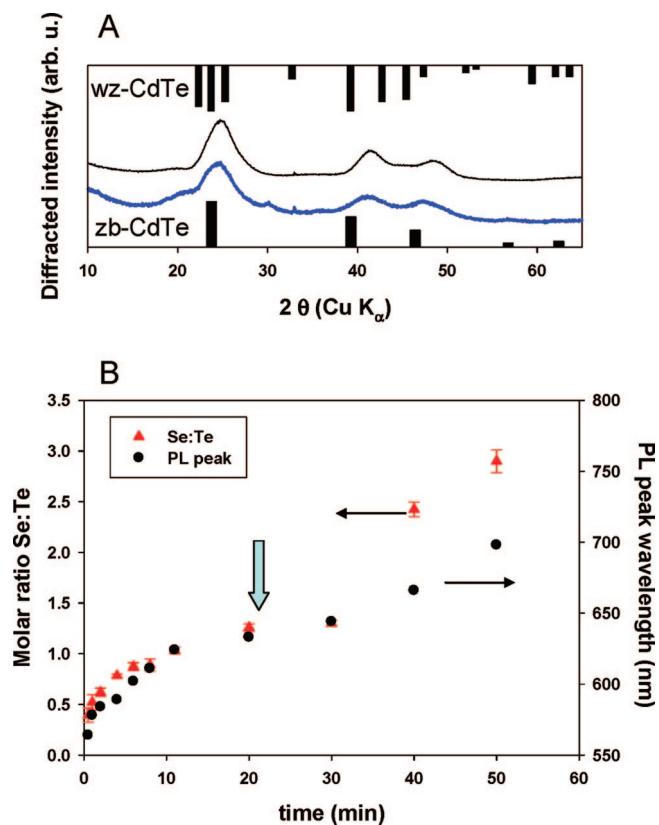 A
Diffracted intensity (arb. u.)
wz-CdTe
zb-CdTe
10 20 30 40 50 60
2 θ (Cu Kα)
B
Molar ratio Se:Te
3.5
3.0
2.5
2.0
1.5
1.0
0.5
0.0
Se:Te
PL peak
800
750
700
650
600
550
PL peak wavelength (nm)
0 10 20 30 40 50 60
time (min)